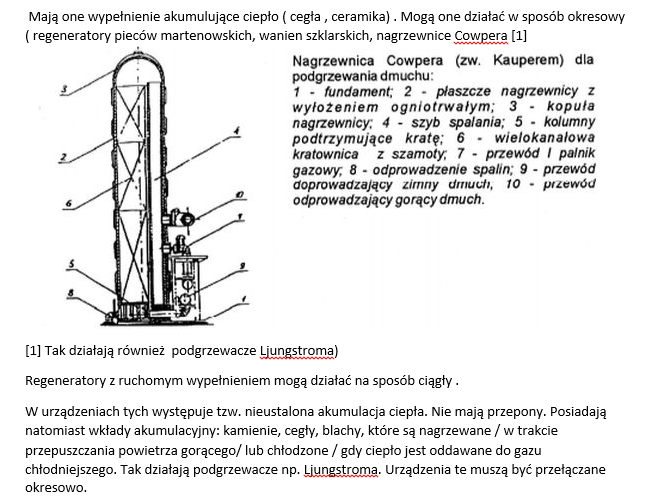 Mają one wypełnienie akumulujące ciepło ( cegła , ceramika) . Mogą one działać w sposób okresowy
( regeneratory pieców martenowskich, wanien szklarskich, nagrzewnice Cowpera [1]
Nagrzewnica Cowpera (zw. Kauperem) dla
podgrzewania dmuchu:
1 - fundament; 2 - płaszcze nagrzewnicy z
wyłożeniem ogniotrwałym; 3 - kopuła
nagrzewnicy; 4 - szyb spalania; 5 - kolumny
podtrzymujące kratę; 6 - wielokanałowa
kratownica z szamoty; 7 - przewód I palnik
gazowy; 8 - odprowadzenie spalin; 9 - przewód
doprowadzający zimny dmuch, 10 - przewód
odprowadzający gorący dmuch.
3
4
2
6
10
7
5
9
8
1
[1] Tak działają również podgrzewacze Ljungstroma)
Regeneratory z ruchomym wypełnieniem mogą działać na sposób ciągły .
W urządzeniach tych występuje tzw. nieustalona akumulacja ciepła. Nie mają przepony. Posiadają
natomiast wkłady akumulacyjny: kamienie, cegły, blachy, które są nagrzewane / w trakcie
przepuszczania powietrza gorącego/ lub chłodzone / gdy ciepło jest oddawane do gazu
chłodniejszego. Tak działają podgrzewacze np. Ljungstroma. Urządzenia te muszą być przełączane
okresowo.